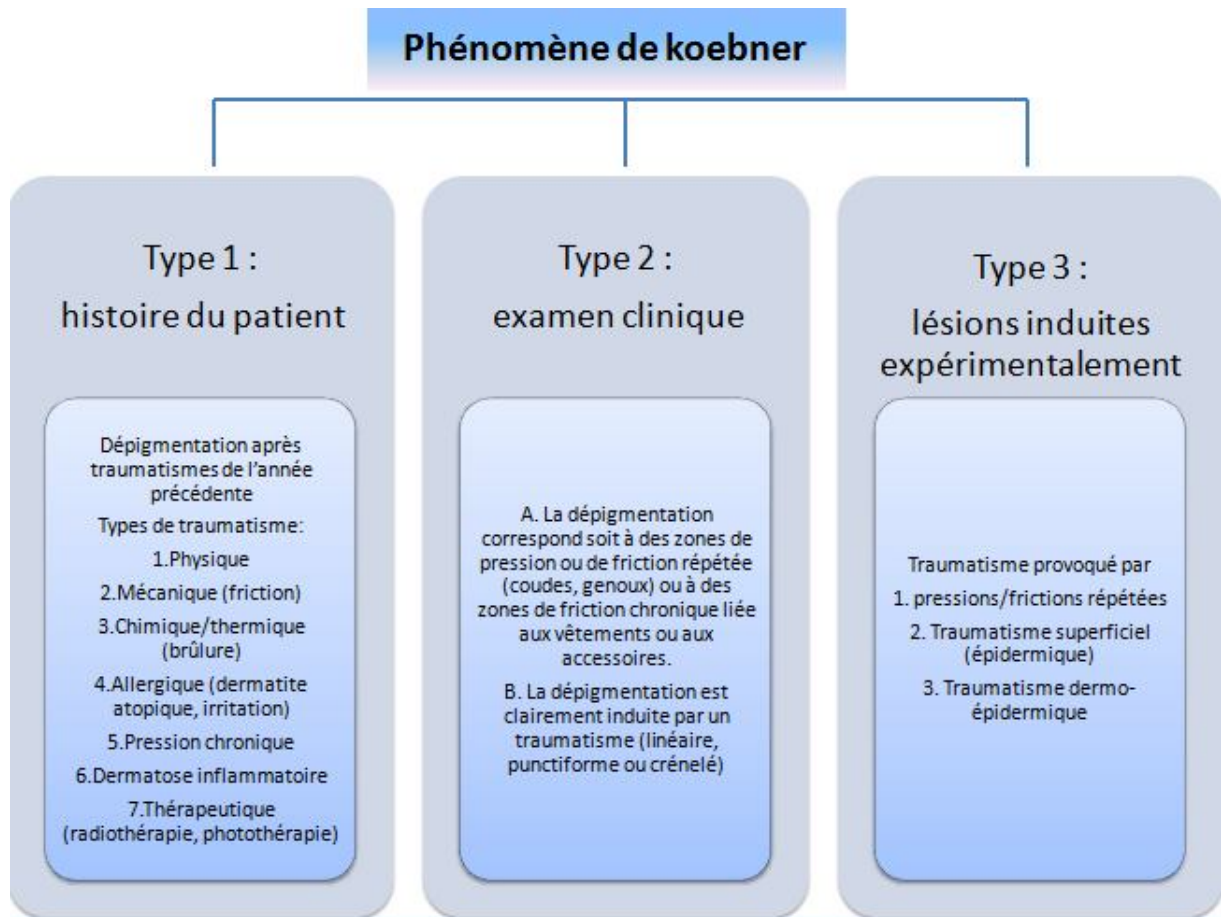 Phénomène de koebner
Type 1 :
histoire du patient
Dépigmentation après
traumatismes de l'année
précédente
Types de traumatisme:
1.Physique
2.Mécanique (friction)
3.Chimique/thermique
(brûlure)
4.Allergique (dermatite
atopique, irritation)
5.Pression chronique
6.Dermatose inflammatoire
7.Thérapeutique
(radiothérapie, photothérapie)
Type 2 :
examen clinique
A. La dépigmentation
correspond soit à des zones de
pression ou de friction répétée
(coudes, genoux) ou à des
zones de friction chronique liée
aux vêtements ou aux
accessoires.
B. La dépigmentation est
clairement induite par un
traumatisme (linéaire,
punctiforme ou crénelé)
Type 3 :
lésions induites
expérimentalement
Traumatisme provoqué par
1. pressions/frictions répétées
2. Traumatisme superficiel
(épidermique)
3. Traumatisme dermo-
épidermique